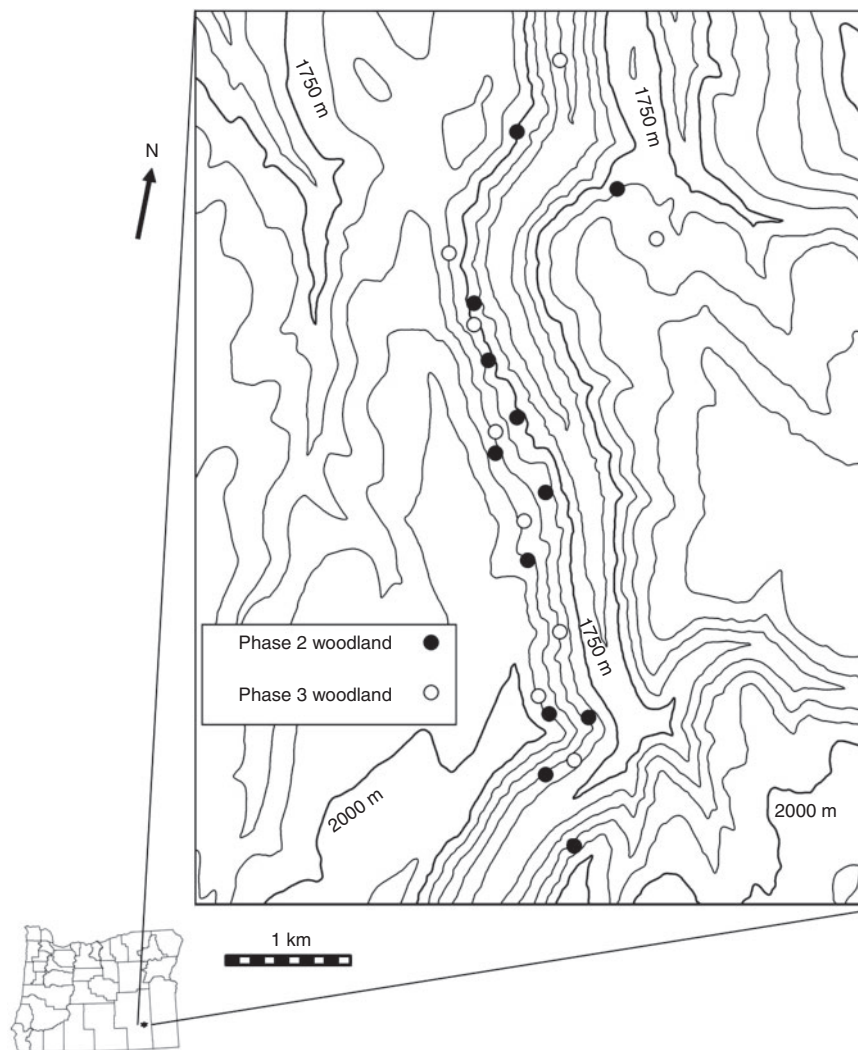 1750 m
1750 m
N
Phase 2 woodland
1750 m
Phase 3 woodland
2000 m
2000 m
1 km